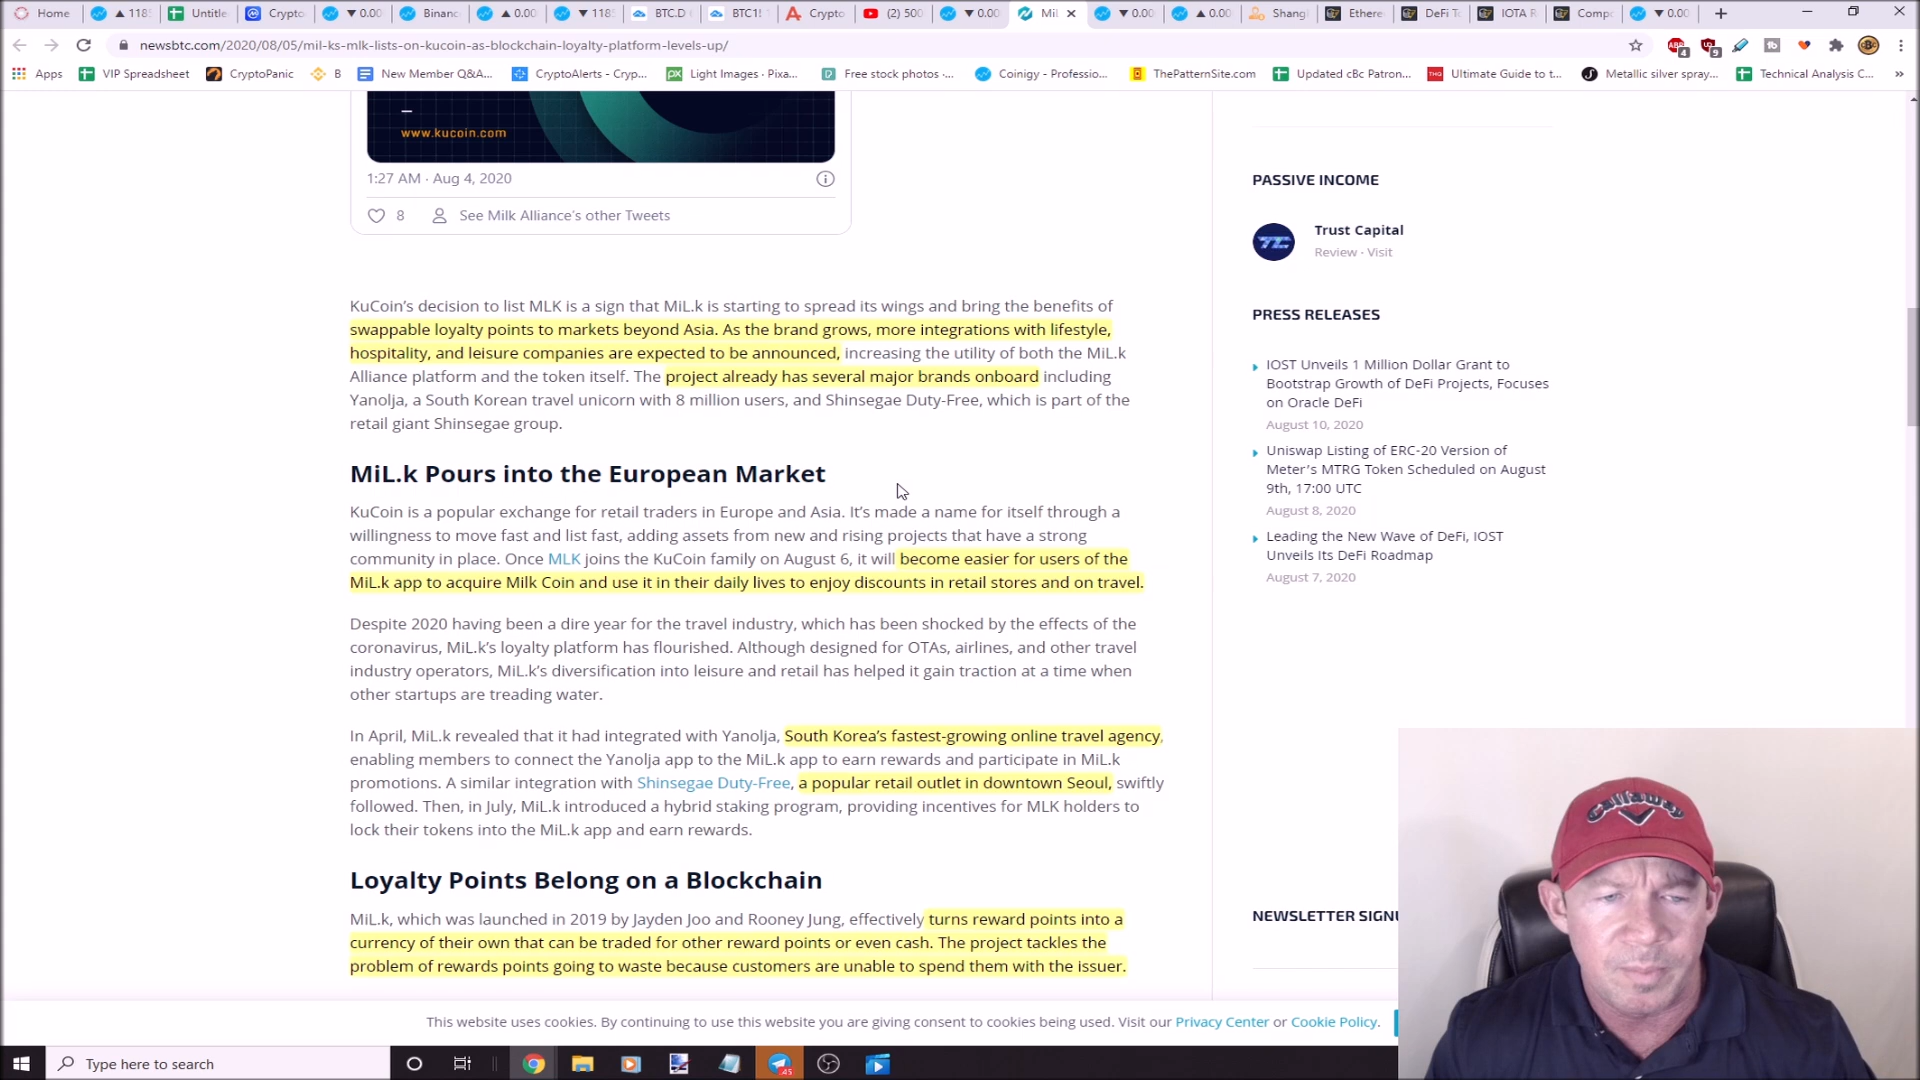 Home
▲ 1185
Untitle
Crypto
▼ 0.00
Binanc
▲ 0.00
▼ 1185
BTC.D
BTC1!
Crypto
(2) 500
▼ 0.00
Mil
▼ 0.00
▲ 0.00
Shang
Ethere
DeFi To
IOTA R
Compo
▼ 0.00
newsbtc.com/2020/08/05/mil-ks-mlk-lists-on-kucoin-as-blockchain-loyalty-platform-levels-up/
Apps
VIP Spreadsheet
CryptoPanic
B
New Member Q&A...
CryptoAlerts - Cryp...
Light Images · Pixa...
Free stock photos ·...
Coinigy - Professio...
ThePatternSite.com
Updated cBc Patron...
Ultimate Guide to t...
Metallic silver spray...
Technical Analysis C...
www.kucoin.com
1:27 AM · Aug 4, 2020
8 See Milk Alliance's other Tweets
KuCoin's decision to list MLK is a sign that MiL.k is starting to spread its wings and bring the benefits of
swappable loyalty points to markets beyond Asia. As the brand grows, more integrations with lifestyle,
hospitality, and leisure companies are expected to be announced, increasing the utility of both the MiL.k
Alliance platform and the token itself. The project already has several major brands onboard including
Yanolja, a South Korean travel unicorn with 8 million users, and Shinsegae Duty-Free, which is part of the
retail giant Shinsegae group.
MiL.k Pours into the European Market
KuCoin is a popular exchange for retail traders in Europe and Asia. It's made a name for itself through a
willingness to move fast and list fast, adding assets from new and rising projects that have a strong
community in place. Once MLK joins the KuCoin family on August 6, it will become easier for users of the
MiL.k app to acquire Milk Coin and use it in their daily lives to enjoy discounts in retail stores and on travel.
Despite 2020 having been a dire year for the travel industry, which has been shocked by the effects of the
coronavirus, MiL.k's loyalty platform has flourished. Although designed for OTAs, airlines, and other travel
industry operators, MiL.k's diversification into leisure and retail has helped it gain traction at a time when
other startups are treading water.
In April, MiL.k revealed that it had integrated with Yanolja, South Korea's fastest-growing online travel agency,
enabling members to connect the Yanolja app to the MiL.k app to earn rewards and participate in MiL.k
promotions. A similar integration with Shinsegae Duty-Free, a popular retail outlet in downtown Seoul, swiftly
followed. Then, in July, MiL.k introduced a hybrid staking program, providing incentives for MLK holders to
lock their tokens into the MiL.k app and earn rewards.
Loyalty Points Belong on a Blockchain
MiL.k, which was launched in 2019 by Jayden Joo and Rooney Jung, effectively turns reward points into a
currency of their own that can be traded for other reward points or even cash. The project tackles the
problem of rewards points going to waste because customers are unable to spend them with the issuer.
PASSIVE INCOME
TC
Trust Capital
Review · Visit
PRESS RELEASES
IOST Unveils 1 Million Dollar Grant to
Bootstrap Growth of DeFi Projects, Focuses
on Oracle DeFi
August 10, 2020
Uniswap Listing of ERC-20 Version of
Meter's MTRG Token Scheduled on August
9th, 17:00 UTC
August 8, 2020
Leading the New Wave of DeFi, IOST
Unveils Its DeFi Roadmap
August 7, 2020
NEWSLETTER SIGNU
Callaway
This website uses cookies. By continuing to use this website you are giving consent to cookies being used. Visit our Privacy Center or Cookie Policy.
Type here to search
45